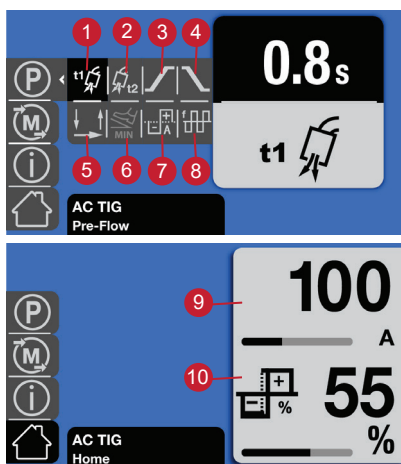 1 2 3 4
P t1 t2 0.8 s
M
i 5 6 MIN 7 + - A 8 f
t1
AC TIG
Pre-Flow
9 100
P A
M
10 + - % 55
i %
AC TIG
Home